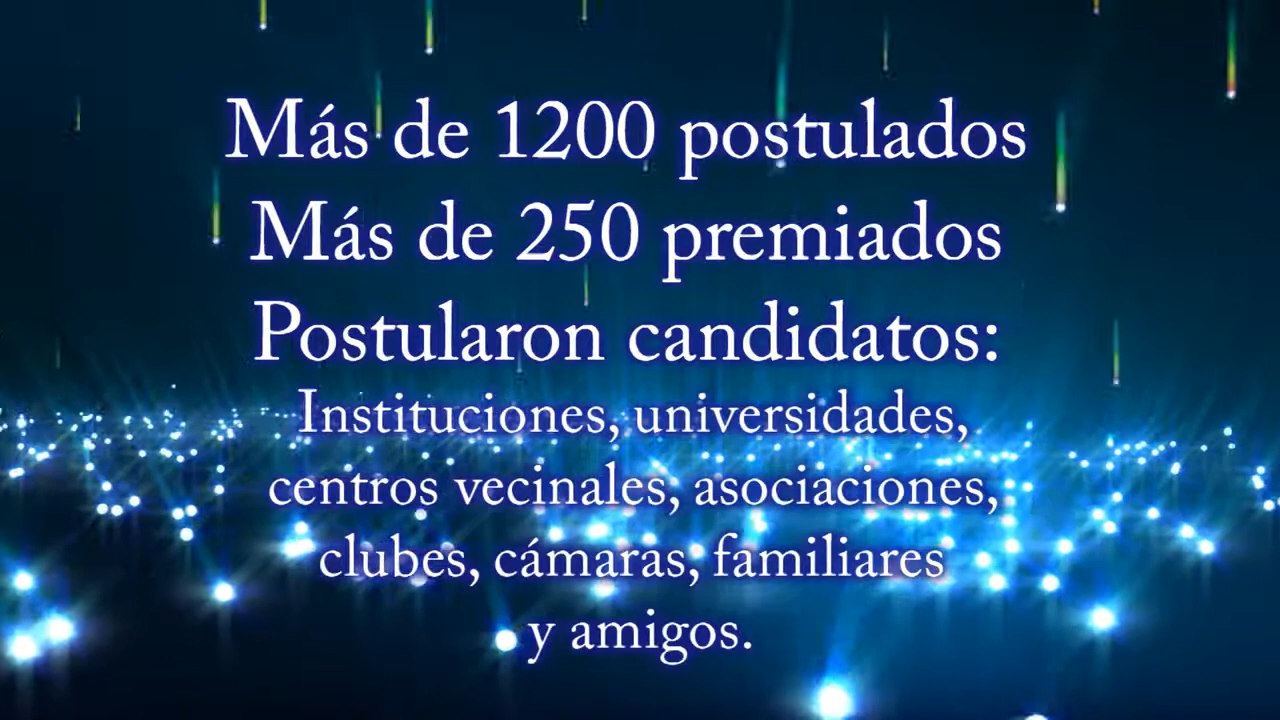 Más de 1200 postulados
Más de 250 premiados
Postularon candidatos:
Instituciones, universidades,
centros vecinales, asociaciones,
clubes, cámaras, familiares
y amigos.